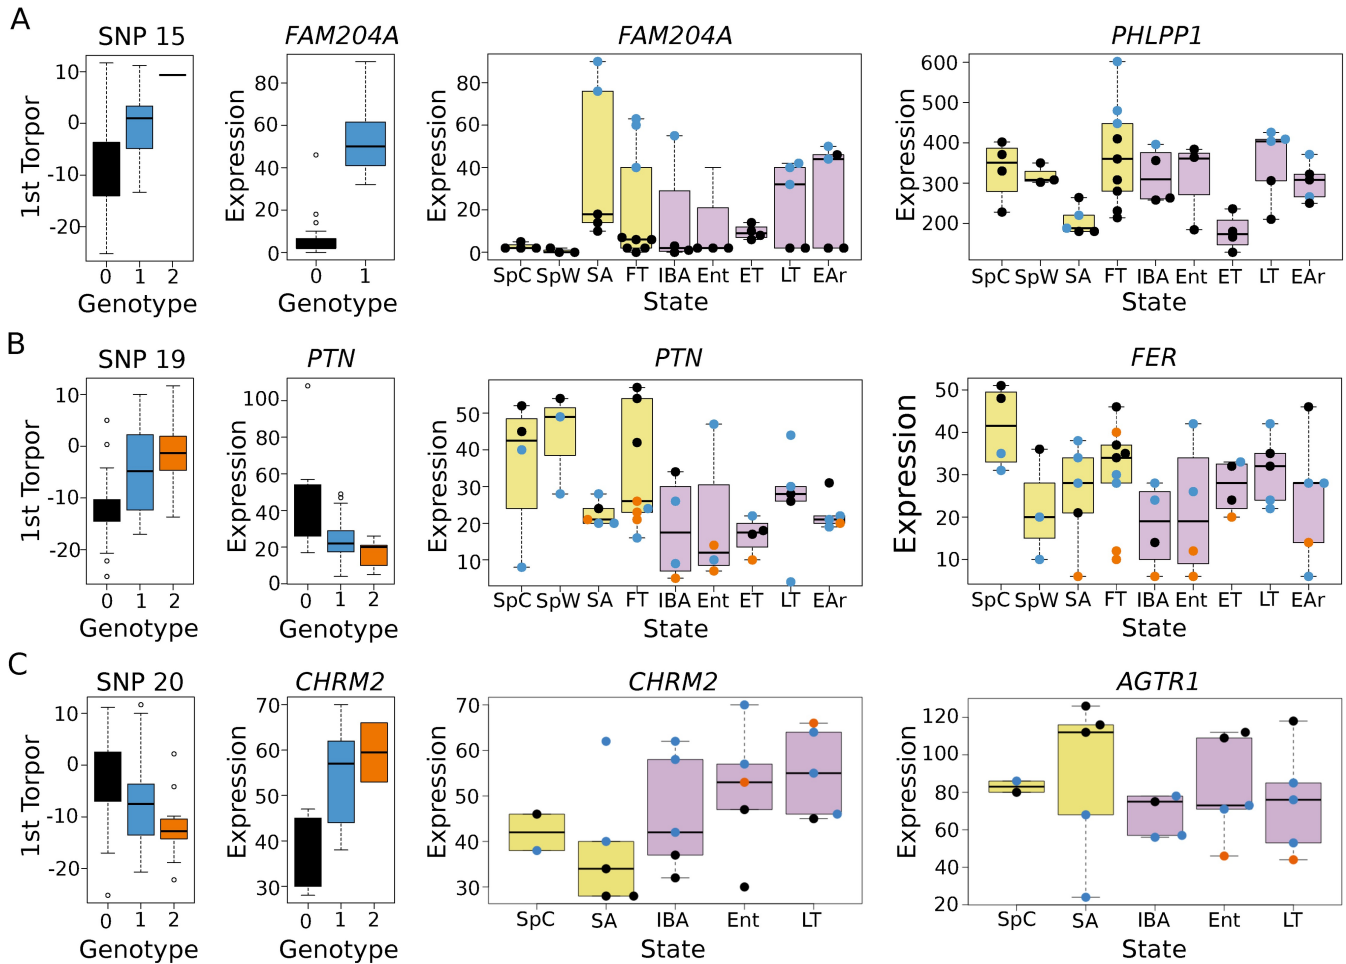 A
SNP 15
FAM204A
FAM204A
PHLPP1
1st Torpor
10
0
-10
-20
0 1 2
Genotype
Expression
80
60
40
20
0
0 1
Genotype
Expression
80
60
40
20
0
SpC SpW SA FT IBA Ent ET LT EAr
State
Expression
600
500
400
300
200
SpC SpW SA FT IBA Ent ET LT EAr
State
B
SNP 19
PTN
PTN
FER
1st Torpor
10
0
-10
-20
0 1 2
Genotype
Expression
100
80
60
40
20
0
0 1 2
Genotype
Expression
50
40
30
20
10
SpC SpW SA FT IBA Ent ET LT EAr
State
Expression
50
40
30
20
10
SpC SpW SA FT IBA Ent ET LT EAr
State
C
SNP 20
CHRM2
CHRM2
AGTR1
1st Torpor
10
0
-10
-20
0 1 2
Genotype
Expression
70
60
50
40
30
0 1 2
Genotype
Expression
70
60
50
40
30
SpC SA IBA Ent LT
State
Expression
120
100
80
60
40
20
SpC SA IBA Ent LT
State